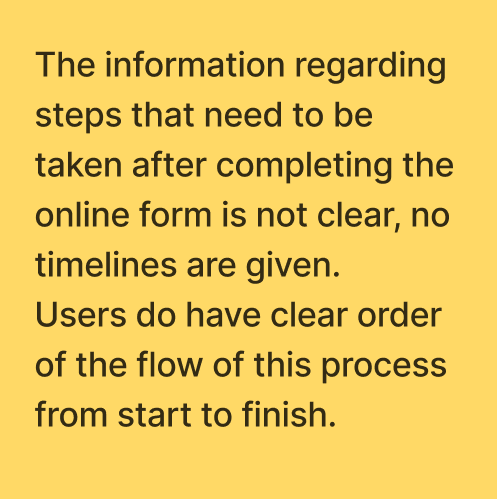 The information regarding
steps that need to be
taken after completing the
online form is not clear, no
timelines are given.
Users do have clear order
of the flow of this process
from start to finish.